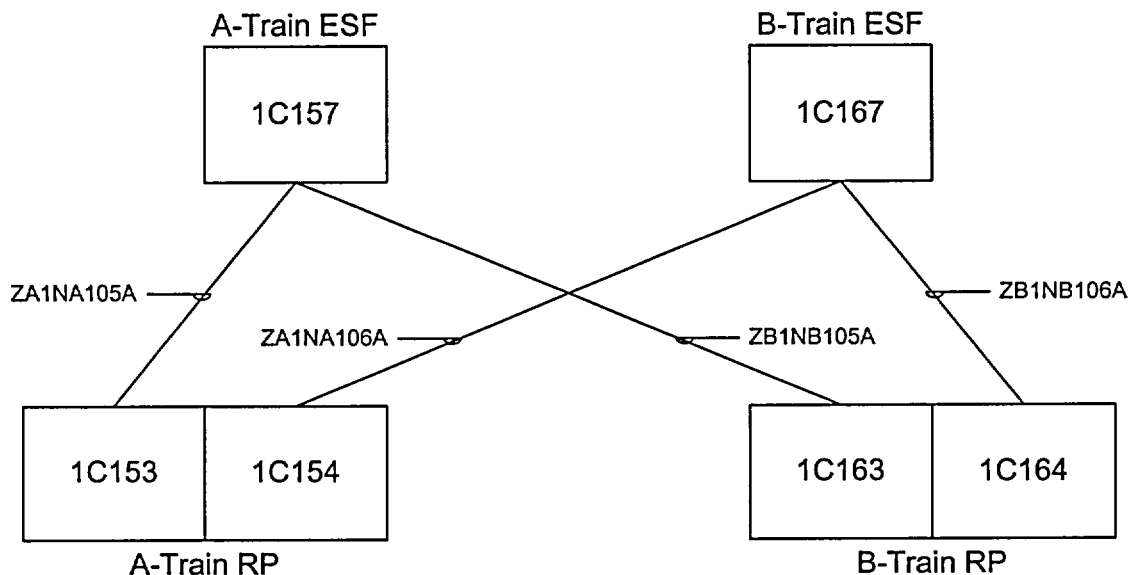 A-Train ESF
B-Train ESF
1C157
1C167
ZA1NA105A
ZB1NB106A
ZA1NA106A
ZB1NB105A
1C153
1C154
1C163
1C164
A-Train RP
B-Train RP